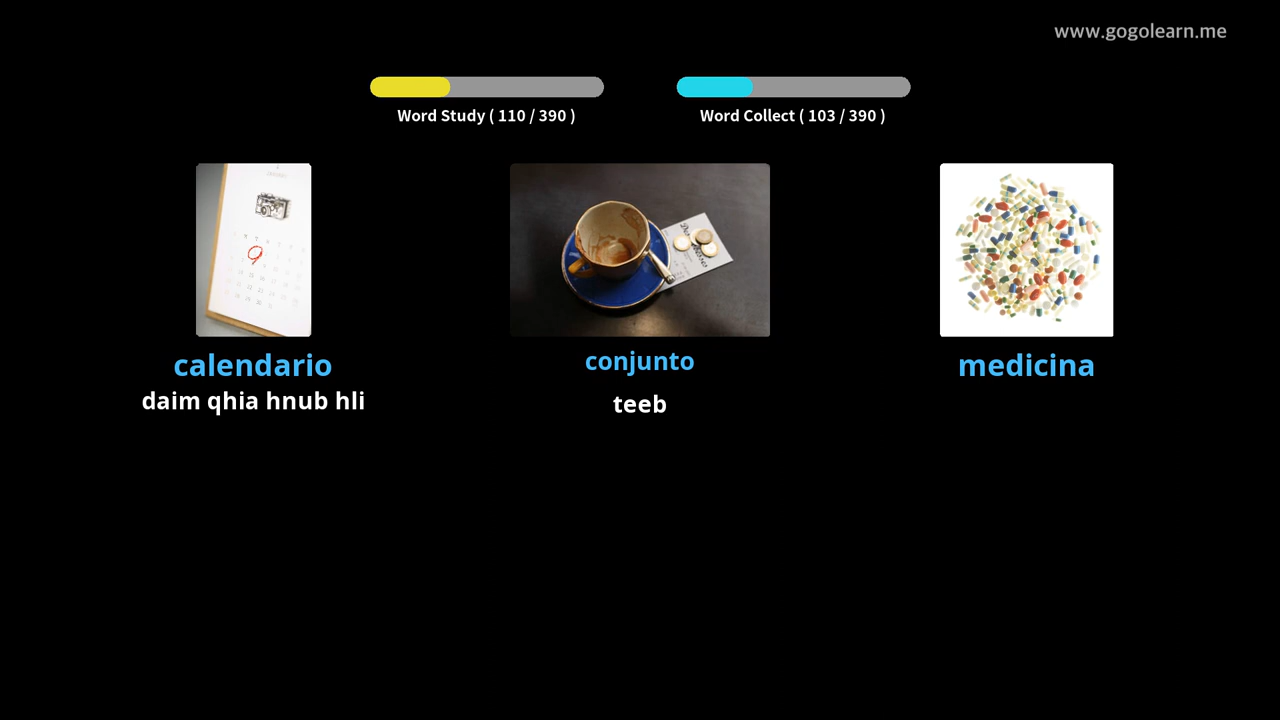 www.gogolearn.me
Word Study ( 110 / 390 )
Word Collect ( 103 / 390 )
calendario
daim qhia hnub hli
conjunto
teeb
medicina